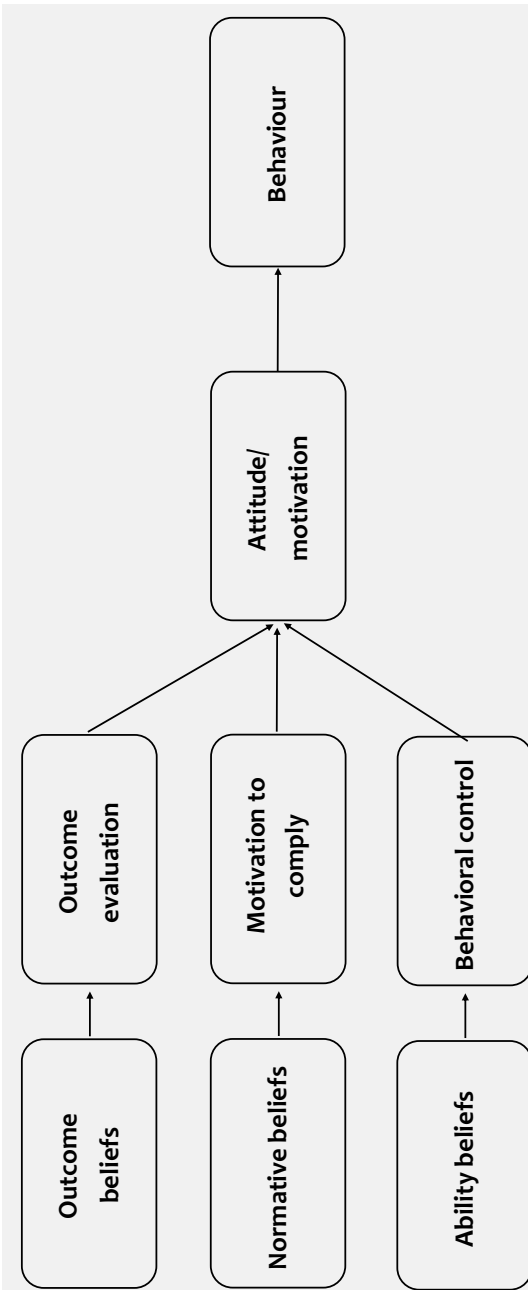 Outcome
beliefs
Outcome
evaluation
Normative beliefs
Motivation to
comply
Ability beliefs
Behavioral control
Attitude/
motivation
Behaviour